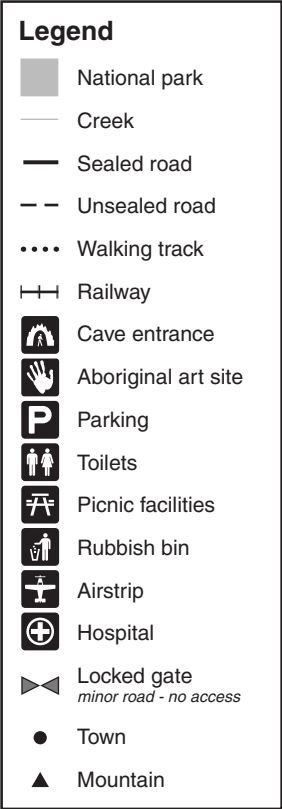 Legend
National park
Creek
Sealed road
Unsealed road
Walking track
Railway
Cave entrance
Aboriginal art site
P Parking
Toilets
Picnic facilities
Rubbish bin
Airstrip
Hospital
Locked gate
minor road - no access
Town
Mountain